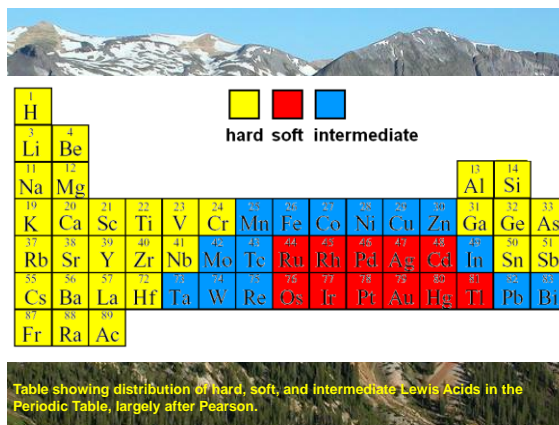 1
H
hard soft intermediate
3 4
Li Be
11 12 13 14
Na Mg Al Si
19 20 21 22 23 24 25 26 27 28 29 30 31 32 33
K Ca Sc Ti V Cr Mn Fe Co Ni Cu Zn Ga Ge As
37 38 39 40 41 42 43 44 45 46 47 48 49 50 51
Rb Sr Y Zr Nb Mo Tc Ru Rh Pd Ag Cd In Sn Sb
55 56 57 72 73 74 75 76 77 78 79 80 81 82 83
Cs Ba La Hf Ta W Re Os Ir Pt Au Hg Tl Pb Bi
87 88 89
Fr Ra Ac
Table showing distribution of hard, soft, and intermediate Lewis Acids in the
Periodic Table, largely after Pearson.